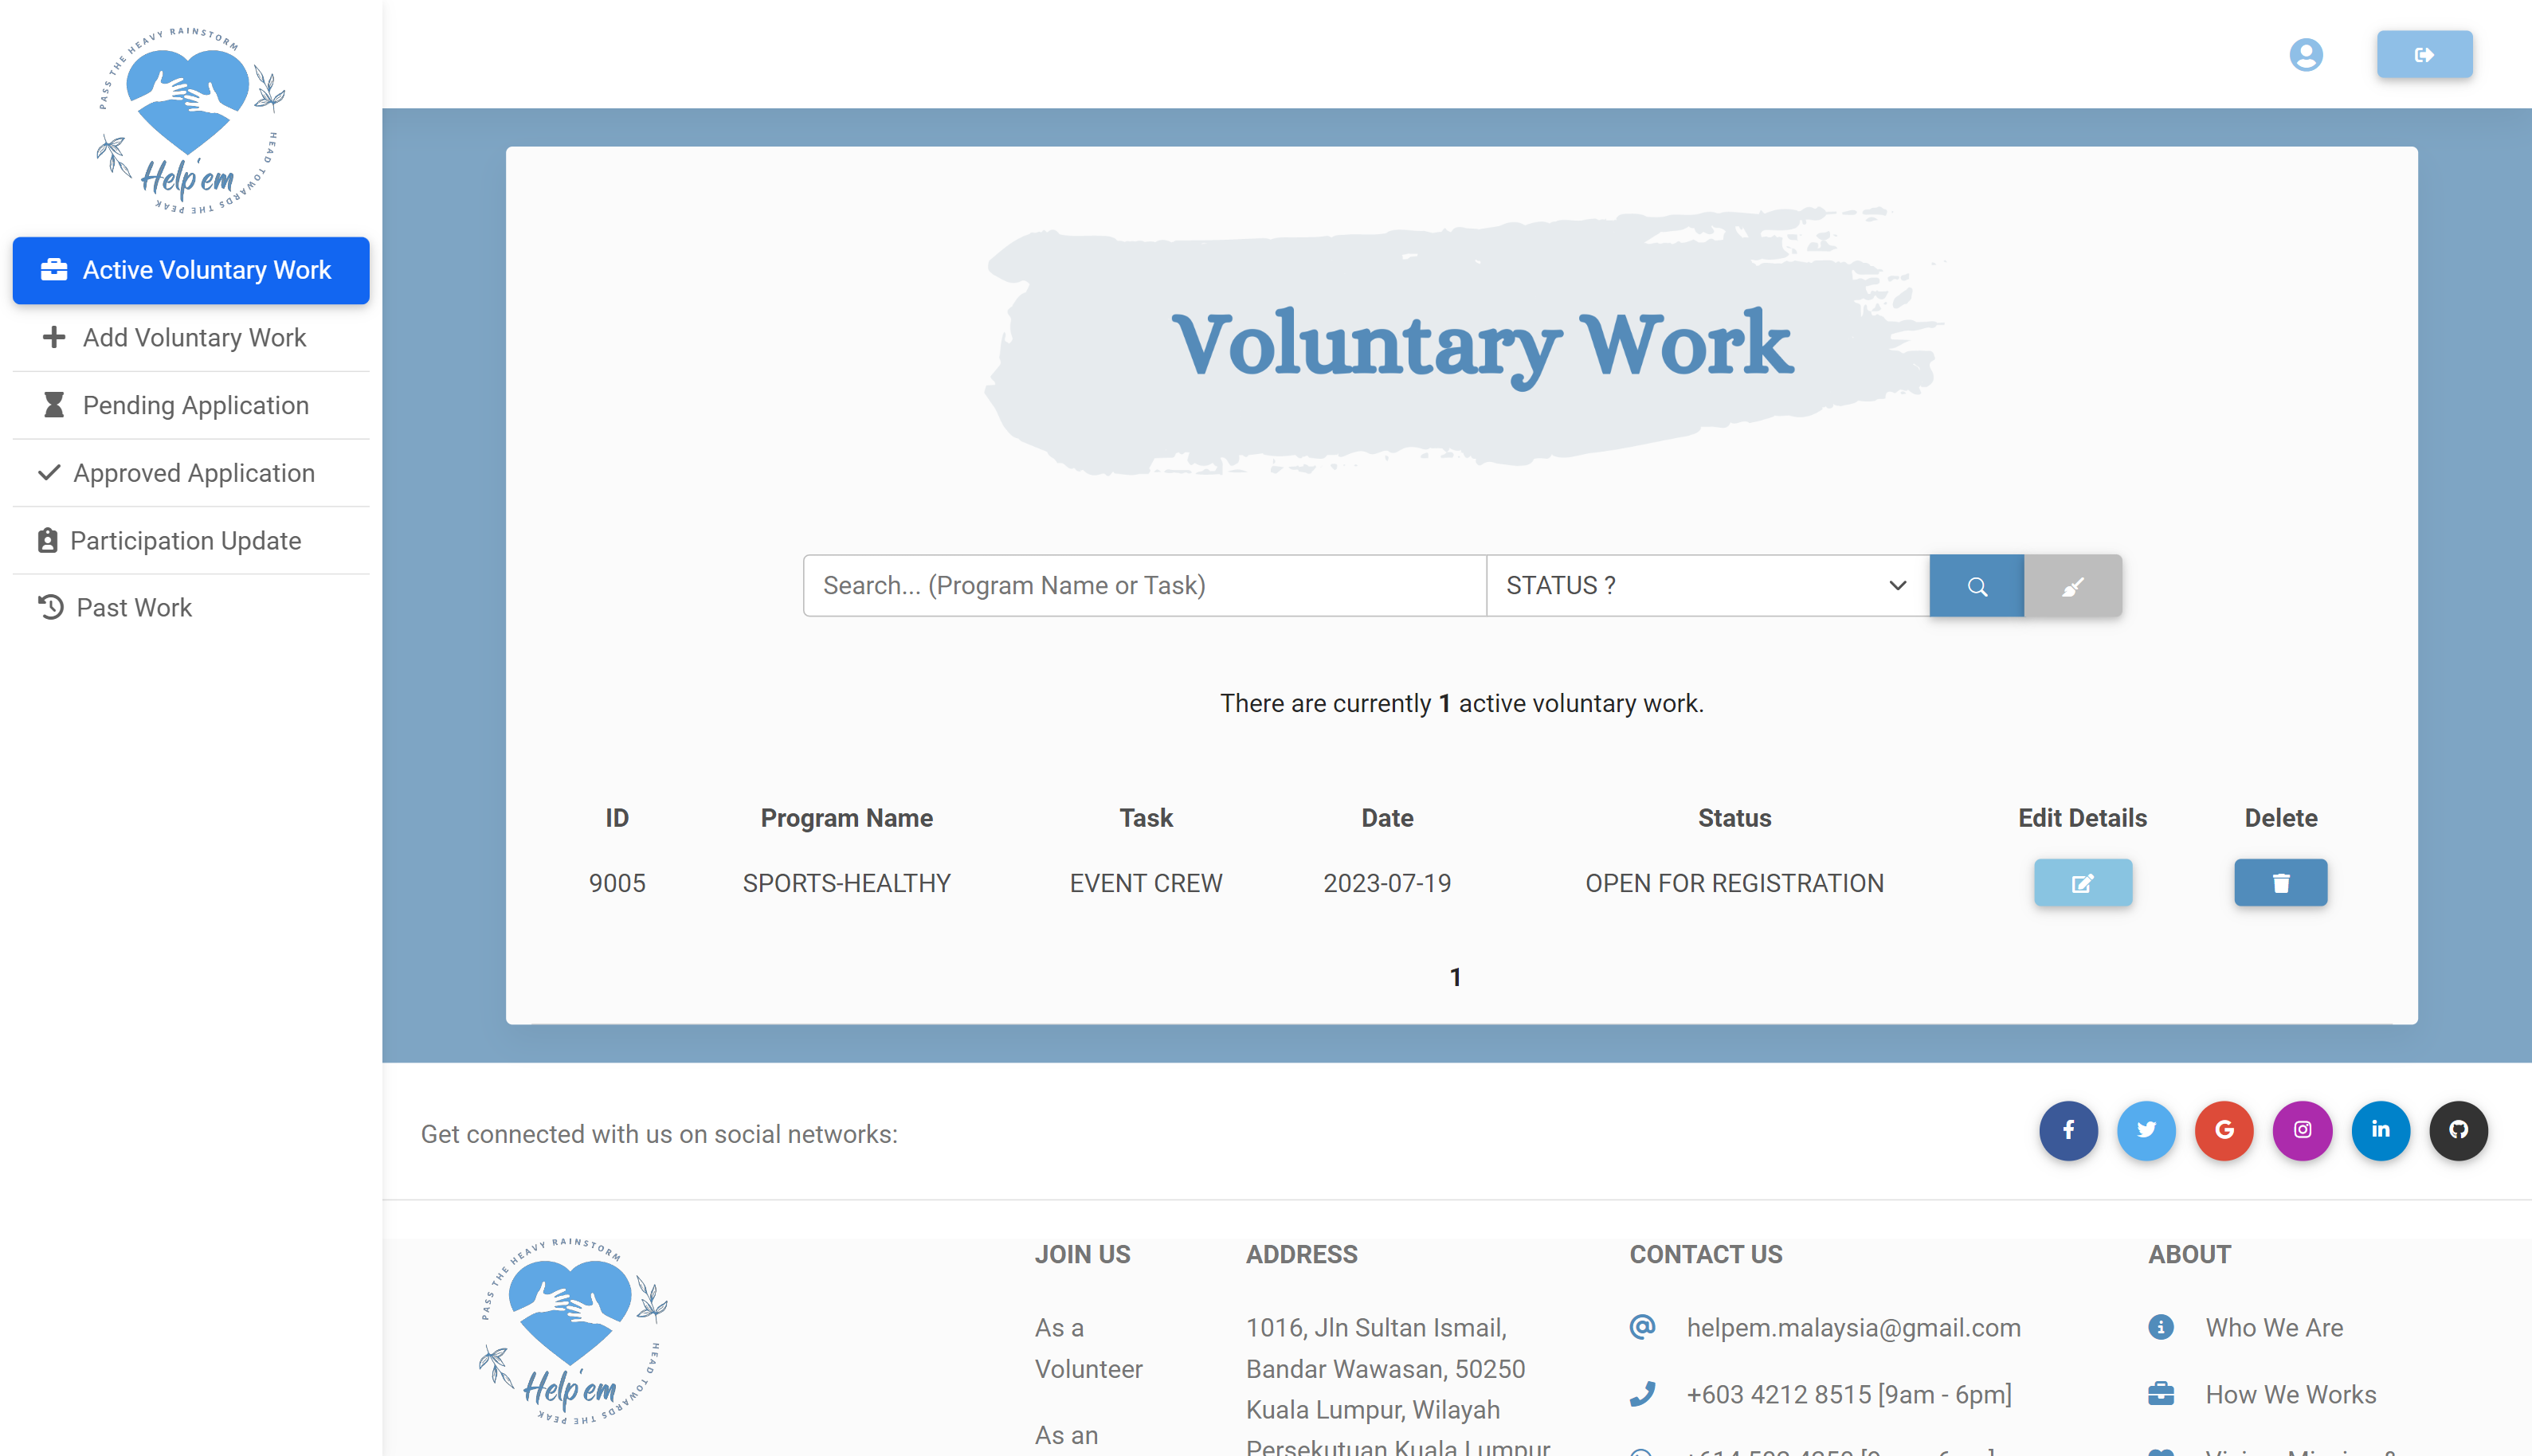 PASS THE HEAVY RAINSTORM
HEAD TOWARDS THE PEAK
Help'em
Active Voluntary Work
Add Voluntary Work
Pending Application
Approved Application
Participation Update
Past Work
Voluntary Work
Search... (Program Name or Task)
STATUS ?
There are currently 1 active voluntary work.
ID Program Name Task Date Status Edit Details Delete
9005 SPORTS-HEALTHY EVENT CREW 2023-07-19 OPEN FOR REGISTRATION
1
Get connected with us on social networks:
PASS THE HEAVY RAINSTORM
HEAD TOWARDS THE PEAK
Help'em
JOIN US
As a
Volunteer
As an
ADDRESS
1016, Jln Sultan Ismail,
Bandar Wawasan, 50250
Kuala Lumpur, Wilayah
Persekutuan Kuala Lumpur
CONTACT US
helpem.malaysia@gmail.com
+603 4212 8515 [9am - 6pm]
ABOUT
Who We Are
How We Works